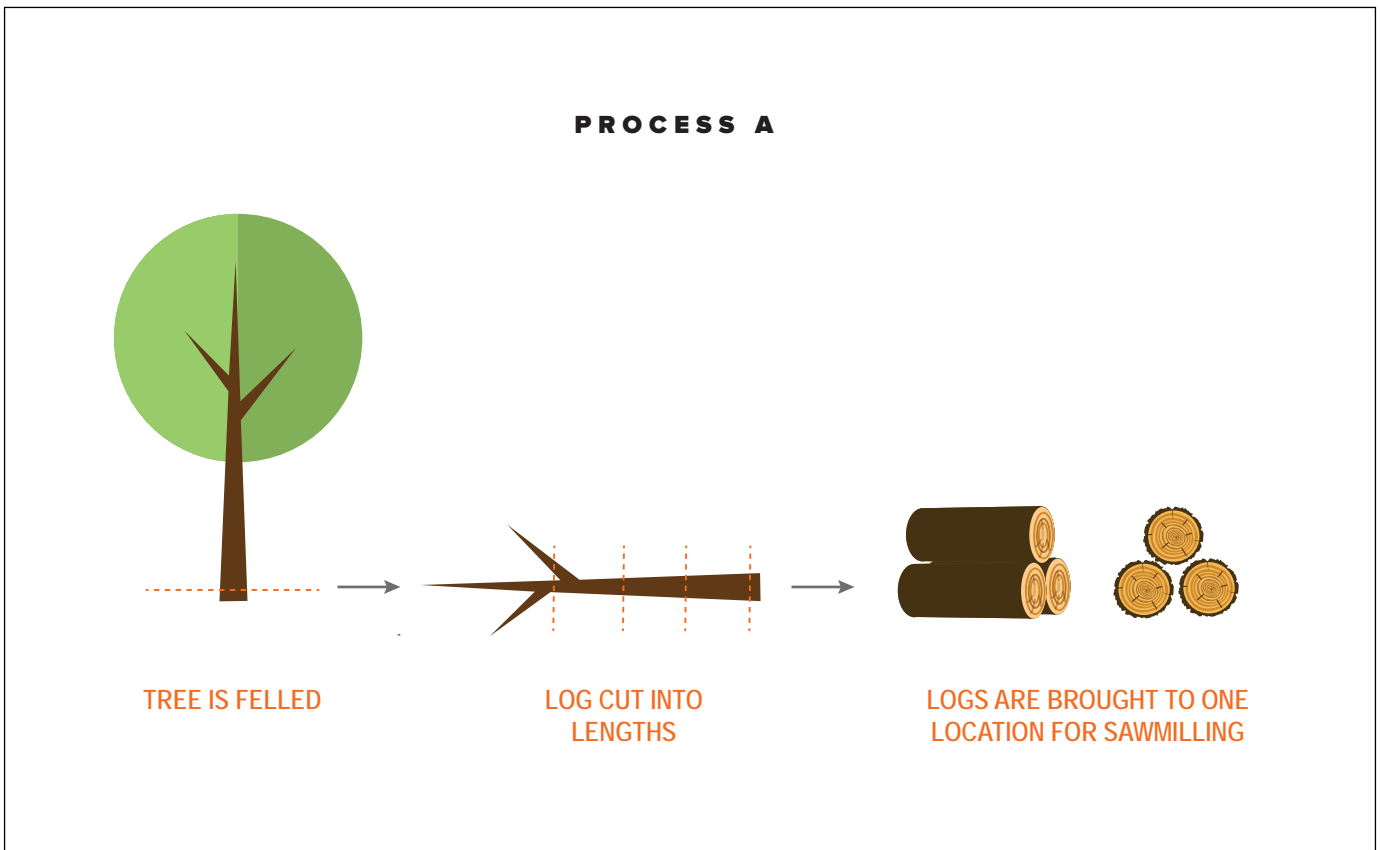 PROCESS A
TREE IS FELLED
LOG CUT INTO
LENGTHS
LOGS ARE BROUGHT TO ONE
LOCATION FOR SAWMILLING